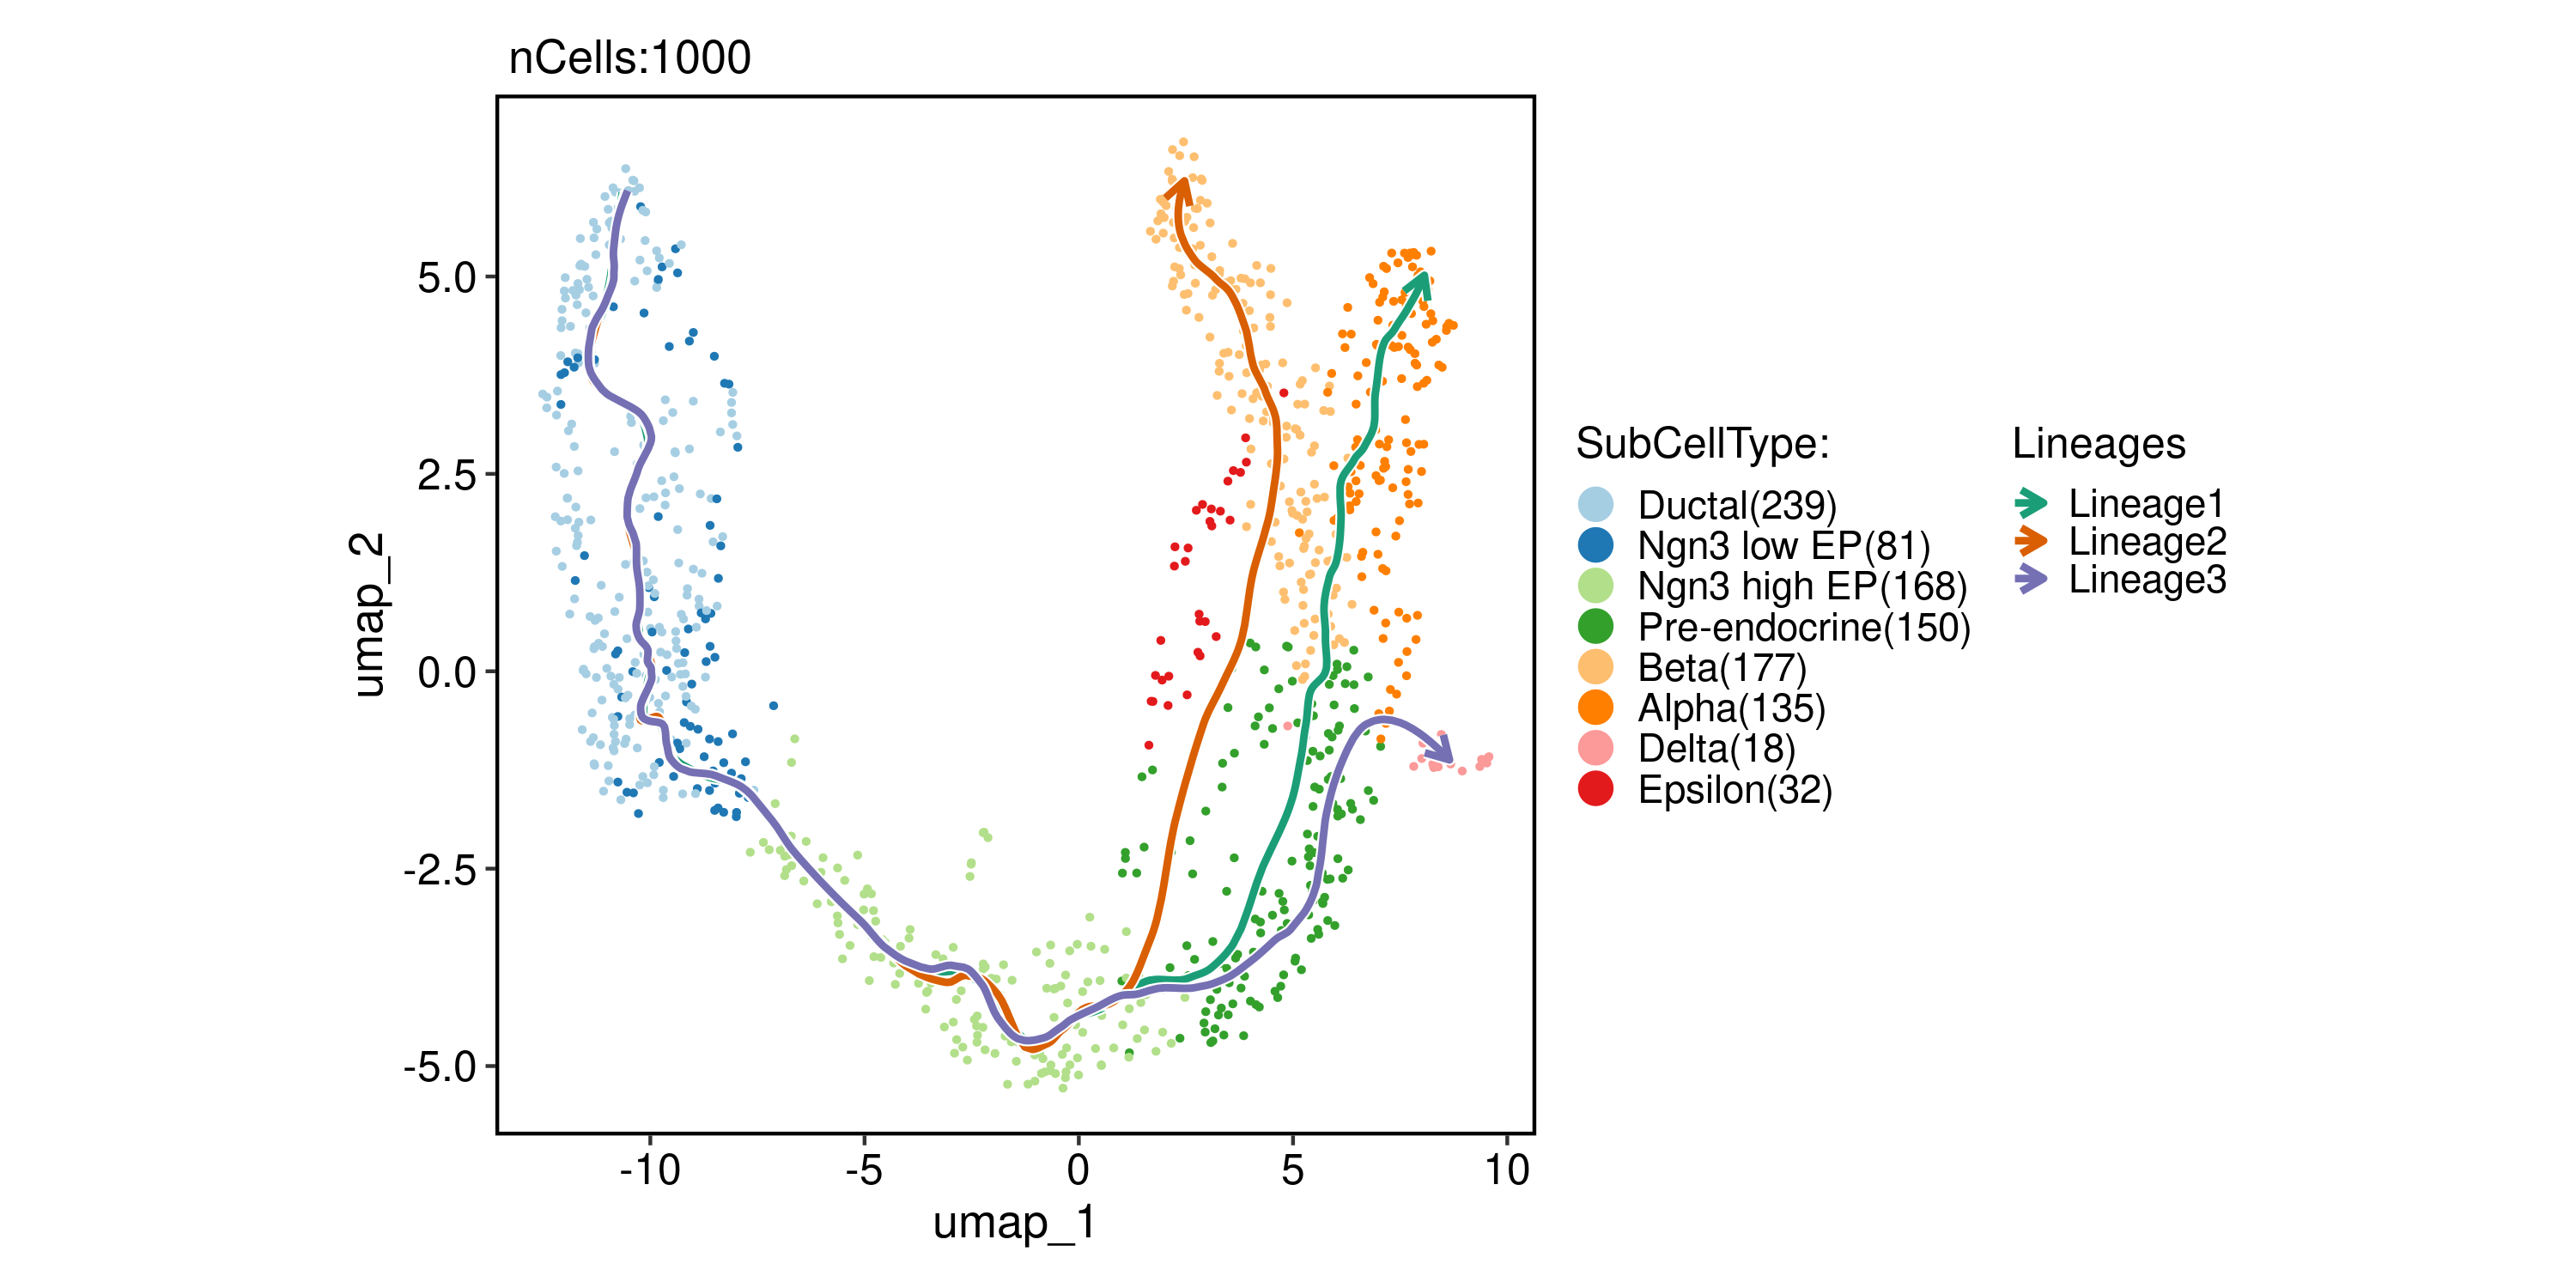 nCells:1000
umap_2
5.0
2.5
0.0
-2.5
-5.0
-10
-5
0
5
10
umap_1
SubCellType:
Ductal(239)
Ngn3 low EP(81)
Ngn3 high EP(168)
Pre-endocrine(150)
Beta(177)
Alpha(135)
Delta(18)
Epsilon(32)
Lineages
Lineage1
Lineage2
Lineage3